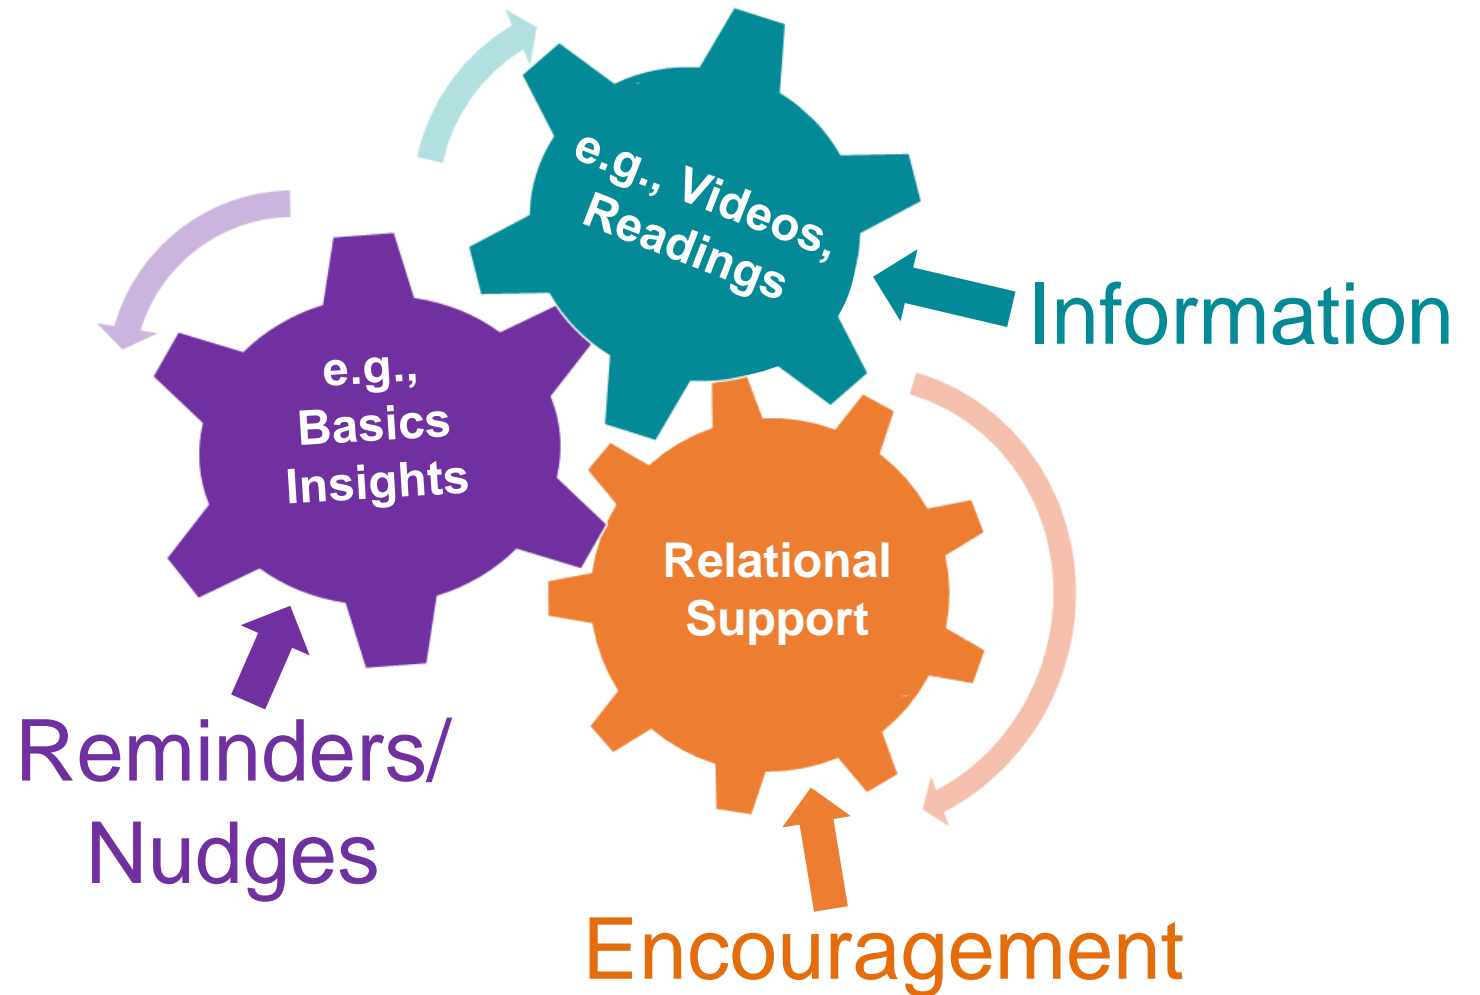 e.g., Videos,
Readings
Information
e.g.,
Basics
Insights
Relational
Support
Reminders/
Nudges
Encouragement